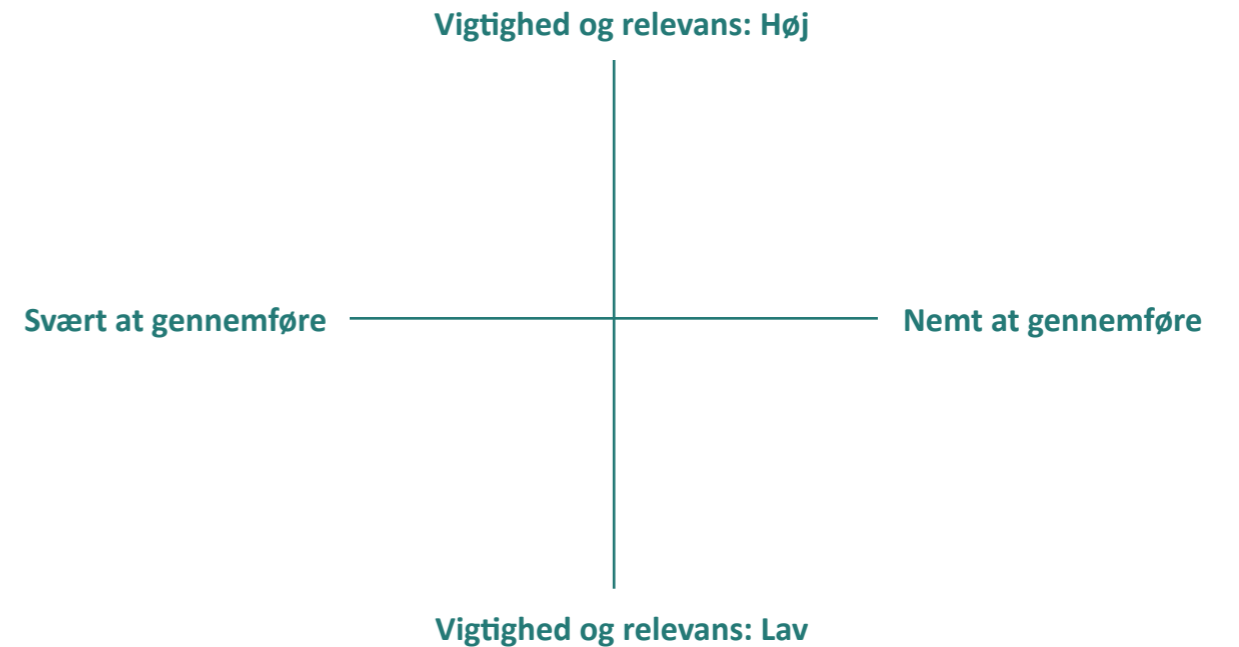 Vigtighed og relevans: Høj
Svært at gennemføre
Nemt at gennemføre
Vigtighed og relevans: Lav